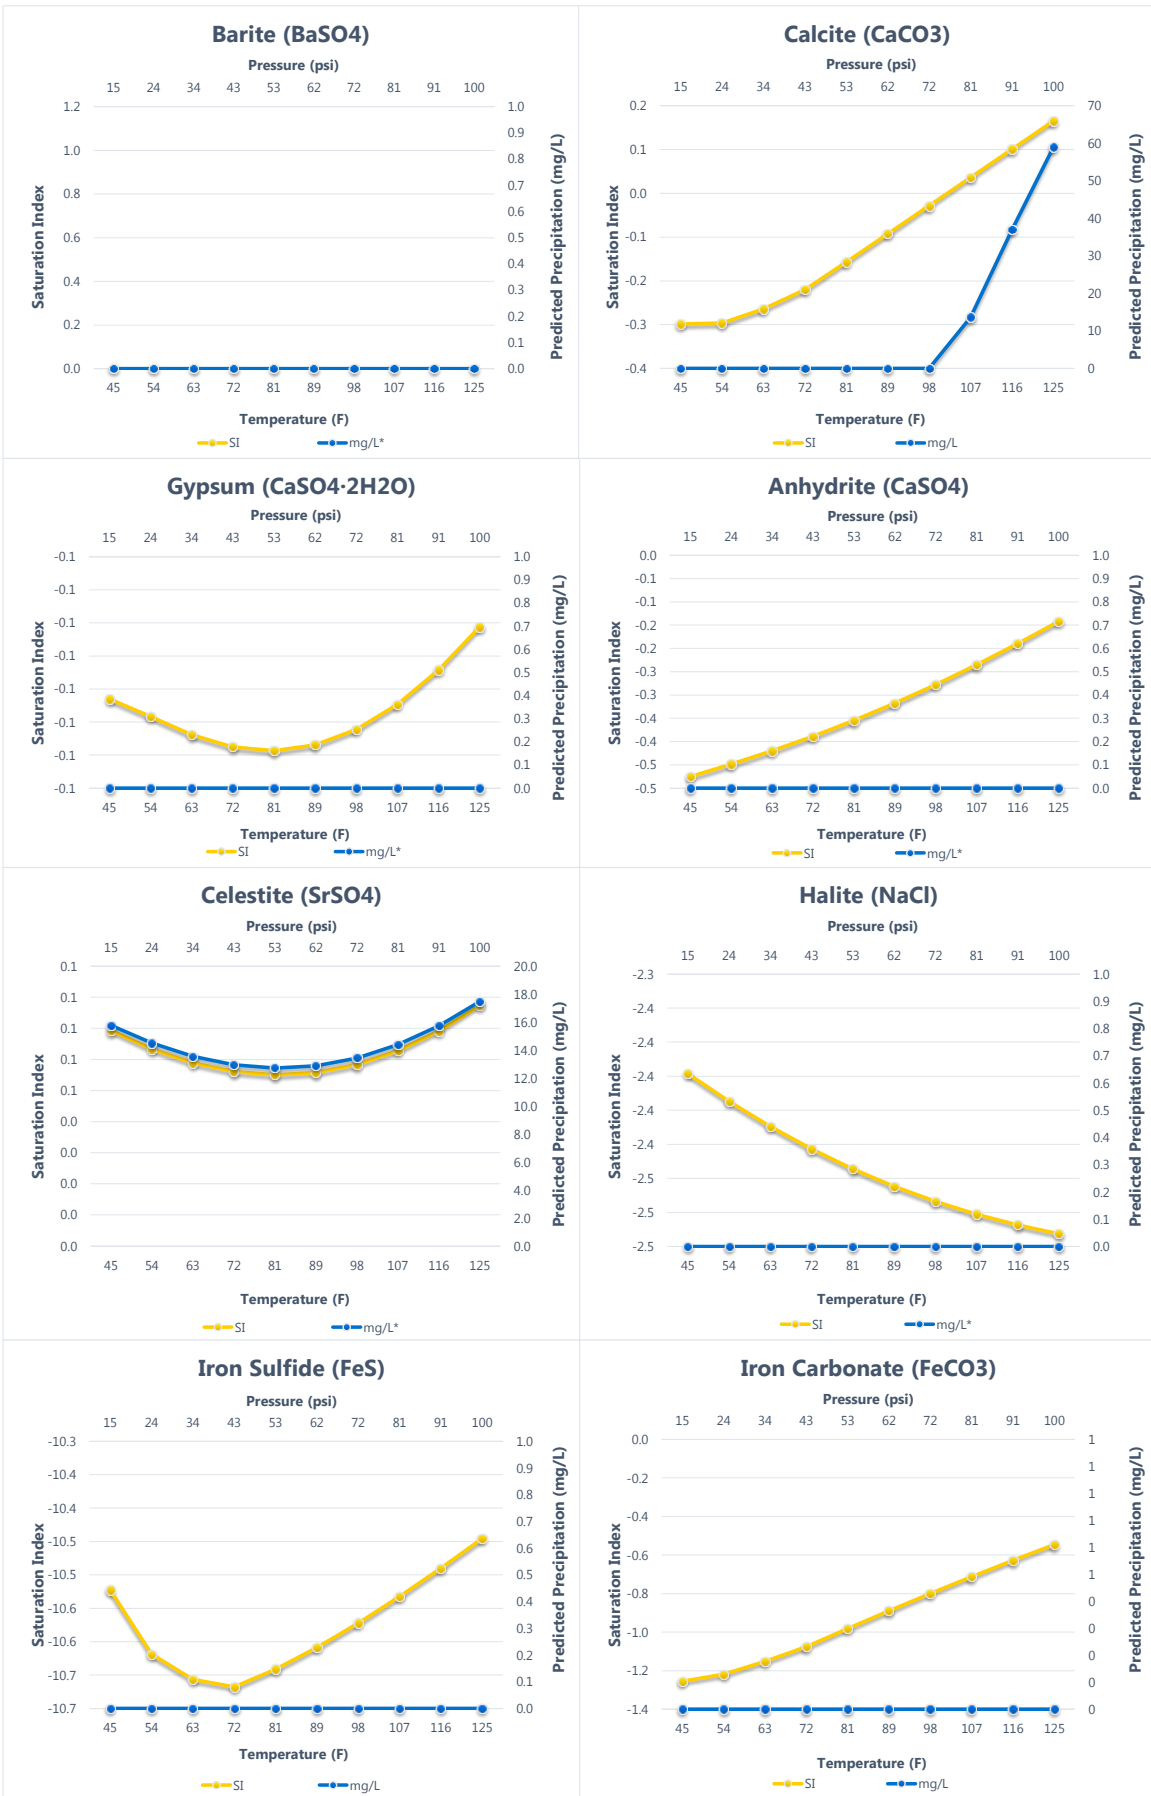 Barite (BaSO4)
Pressure (psi)
15 24 34 43 53 62 72 81 91 100
1.2
1.0
0.8
0.6
0.4
0.2
0.0
Saturation Index
1.0
0.9
0.8
0.7
0.6
0.5
0.4
0.3
0.2
0.1
0.0
Predicted Precipitation (mg/L)
45 54 63 72 81 89 98 107 116 125
Temperature (F)
SI mg/L*
Calcite (CaCO3)
Pressure (psi)
15 24 34 43 53 62 72 81 91 100
0.2
0.1
0.0
-0.1
-0.2
-0.3
-0.4
Saturation Index
70
60
50
40
30
20
10
0
Predicted Precipitation (mg/L)
45 54 63 72 81 89 98 107 116 125
Temperature (F)
SI mg/L
Gypsum (CaSO4·2H2O)
Pressure (psi)
15 24 34 43 53 62 72 81 91 100
-0.1
-0.1
-0.1
-0.1
-0.1
-0.1
-0.1
-0.1
Saturation Index
1.0
0.9
0.8
0.7
0.6
0.5
0.4
0.3
0.2
0.1
0.0
Predicted Precipitation (mg/L)
45 54 63 72 81 89 98 107 116 125
Temperature (F)
SI mg/L*
Anhydrite (CaSO4)
Pressure (psi)
15 24 34 43 53 62 72 81 91 100
0.0
-0.1
-0.1
-0.2
-0.2
-0.3
-0.3
-0.4
-0.4
-0.5
-0.5
Saturation Index
1.0
0.9
0.8
0.7
0.6
0.5
0.4
0.3
0.2
0.1
0.0
Predicted Precipitation (mg/L)
45 54 63 72 81 89 98 107 116 125
Temperature (F)
SI mg/L*
Celestite (SrSO4)
Pressure (psi)
15 24 34 43 53 62 72 81 91 100
0.1
0.1
0.1
0.1
0.1
0.0
0.0
0.0
0.0
0.0
Saturation Index
20.0
18.0
16.0
14.0
12.0
10.0
8.0
6.0
4.0
2.0
0.0
Predicted Precipitation (mg/L)
45 54 63 72 81 89 98 107 116 125
Temperature (F)
SI mg/L*
Halite (NaCl)
Pressure (psi)
15 24 34 43 53 62 72 81 91 100
-2.3
-2.4
-2.4
-2.4
-2.4
-2.4
-2.5
-2.5
-2.5
Saturation Index
1.0
0.9
0.8
0.7
0.6
0.5
0.4
0.3
0.2
0.1
0.0
Predicted Precipitation (mg/L)
45 54 63 72 81 89 98 107 116 125
Temperature (F)
SI mg/L*
Iron Sulfide (FeS)
Pressure (psi)
15 24 34 43 53 62 72 81 91 100
-10.3
-10.4
-10.4
-10.5
-10.5
-10.6
-10.6
-10.7
-10.7
Saturation Index
1.0
0.9
0.8
0.7
0.6
0.5
0.4
0.3
0.2
0.1
0.0
Predicted Precipitation (mg/L)
45 54 63 72 81 89 98 107 116 125
Temperature (F)
SI mg/L
Iron Carbonate (FeCO3)
Pressure (psi)
15 24 34 43 53 62 72 81 91 100
0.0
-0.2
-0.4
-0.6
-0.8
-1.0
-1.2
-1.4
Saturation Index
1
1
1
1
1
1
0
0
0
0
0
Predicted Precipitation (mg/L)
45 54 63 72 81 89 98 107 116 125
Temperature (F)
SI mg/L